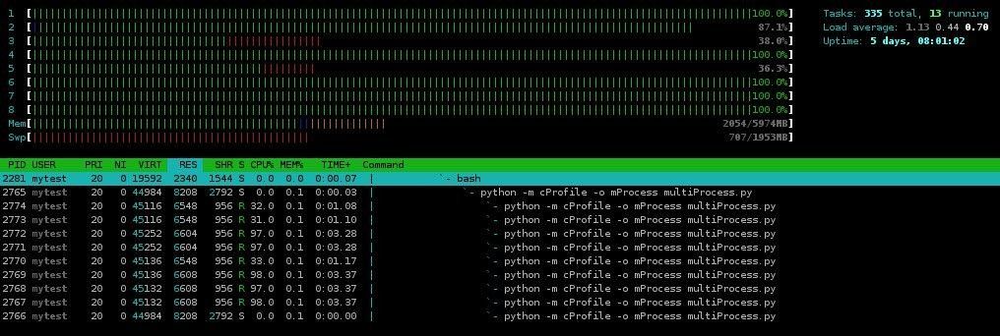 1 [100.0%] Tasks: 335 total, 13 running
2 [87.1%] Load average: 1.13 0.44 0.70
3 [38.0%] Uptime: 5 days, 08:01:02
4 [100.0%]
5 [36.3%]
6 [100.0%]
7 [100.0%]
8 [100.0%]
Mem[2054/5974MB]
Swp[707/1953MB]
PID USER PRI NI VIRT RES SHR S CPU% MEM% TIME+ Command
2281 mytest 20 0 19592 2340 1544 S 0.0 0.0 0:00.07 | `- bash
2765 mytest 20 0 44984 8208 2792 S 0.0 0.1 0:00.03 | `- python -m cProfile -o mProcess multiProcess.py
2774 mytest 20 0 45116 6548 956 R 32.0 0.1 0:01.08 | `- python -m cProfile -o mProcess multiProcess.py
2773 mytest 20 0 45116 6548 956 R 31.0 0.1 0:01.10 | `- python -m cProfile -o mProcess multiProcess.py
2772 mytest 20 0 45252 6604 956 R 97.0 0.1 0:03.28 | `- python -m cProfile -o mProcess multiProcess.py
2771 mytest 20 0 45252 6604 956 R 97.0 0.1 0:03.28 | `- python -m cProfile -o mProcess multiProcess.py
2770 mytest 20 0 45136 6548 956 R 33.0 0.1 0:01.17 | `- python -m cProfile -o mProcess multiProcess.py
2769 mytest 20 0 45136 6608 956 R 98.0 0.1 0:03.37 | `- python -m cProfile -o mProcess multiProcess.py
2768 mytest 20 0 45132 6608 956 R 97.0 0.1 0:03.37 | `- python -m cProfile -o mProcess multiProcess.py
2767 mytest 20 0 45132 6608 956 R 98.0 0.1 0:03.37 | `- python -m cProfile -o mProcess multiProcess.py
2766 mytest 20 0 44984 8208 2792 S 0.0 0.1 0:00.00 | `- python -m cProfile -o mProcess multiProcess.py